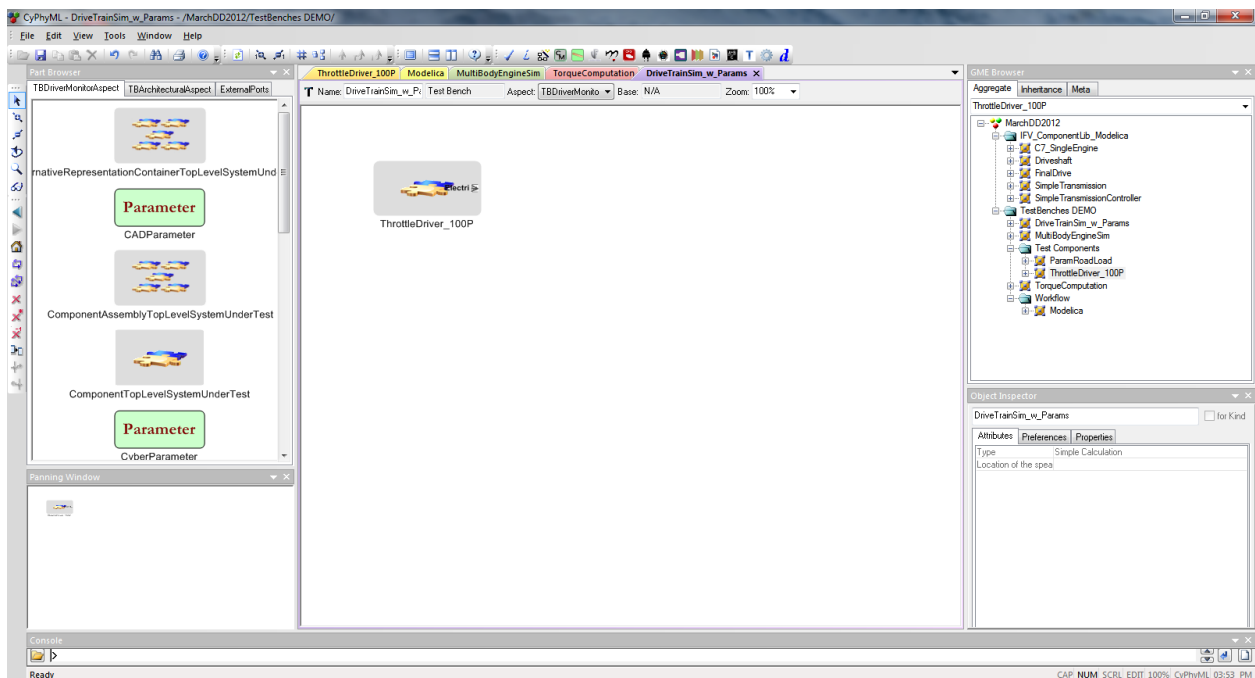 CyPhyML - DriveTrainSim_w_Params - /MarchDD2012/TestBenches DEMO/
File Edit View Tools Window Help
Part Browser
TBDriverMonitorAspect TBArchitecturalAspect ExternalPorts
rnativeRepresentationContainerTopLevelSystemUnd
Parameter
CADParameter
ComponentAssemblyTopLevelSystemUnderTest
ComponentTopLevelSystemUnderTest
Parameter
CyberParameter
Panning Window
ThrottleDriver_100P Modelica MultiBodyEngineSim TorqueComputation DriveTrainSim_w_Params
Name: DriveTrainSim_w_Pa Test Bench Aspect: TBDriverMonito Base: N/A Zoom: 100%
Electri
ThrottleDriver_100P
GME Browser
Aggregate Inheritance Meta
ThrottleDriver_100P
MarchDD2012
IFV_ComponentLib_Modelica
C7_SingleEngine
Driveshaft
FinalDrive
SimpleTransmission
SimpleTransmissionController
TestBenches DEMO
DriveTrainSim_w_Params
MultiBodyEngineSim
Test Components
ParamRoadLoad
ThrottleDriver_100P
TorqueComputation
Workflow
Modelica
Object Inspector
DriveTrainSim_w_Params for Kind
Attributes Preferences Properties
Type Simple Calculation
Location of the spea
Console
Ready
CAP NUM SCRL EDIT 100% CyPhyML 03:53 PM